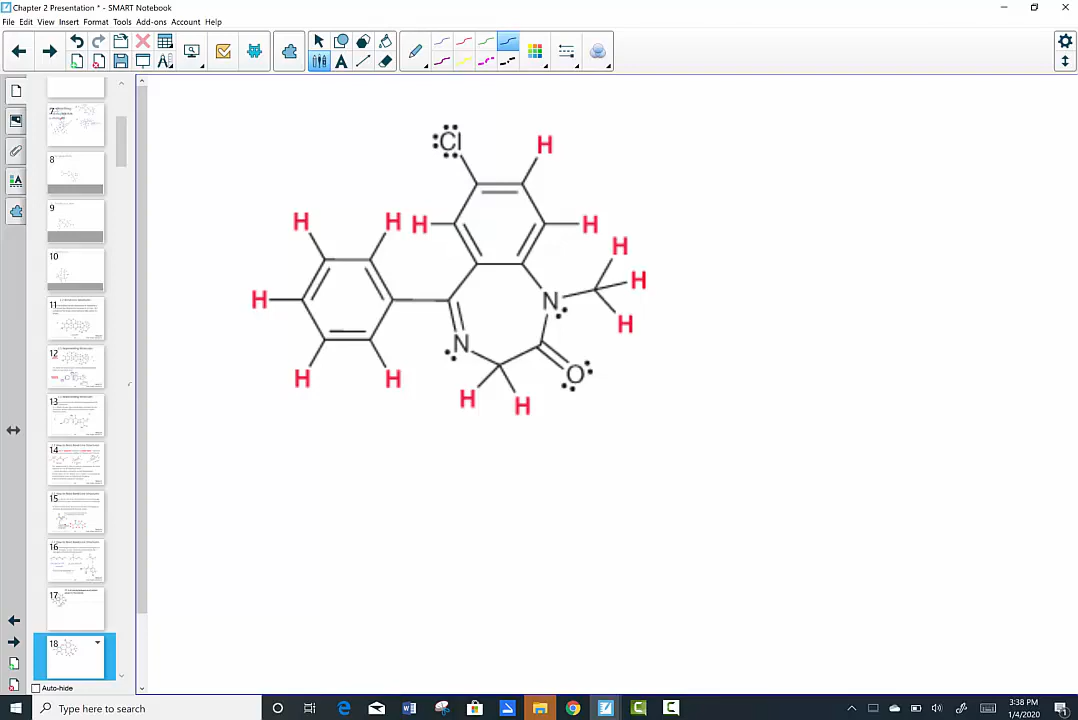 Chapter 2 Presentation * - SMART Notebook
File Edit View Insert Format Tools Add-ons Account Help
7
8
9
10
11
12
13
14
15
16
17
18
Auto-hide
Cl
H
H H H H
H
H H
N H
N
O
H H H H
Type here to search
3:38 PM
1/4/2020